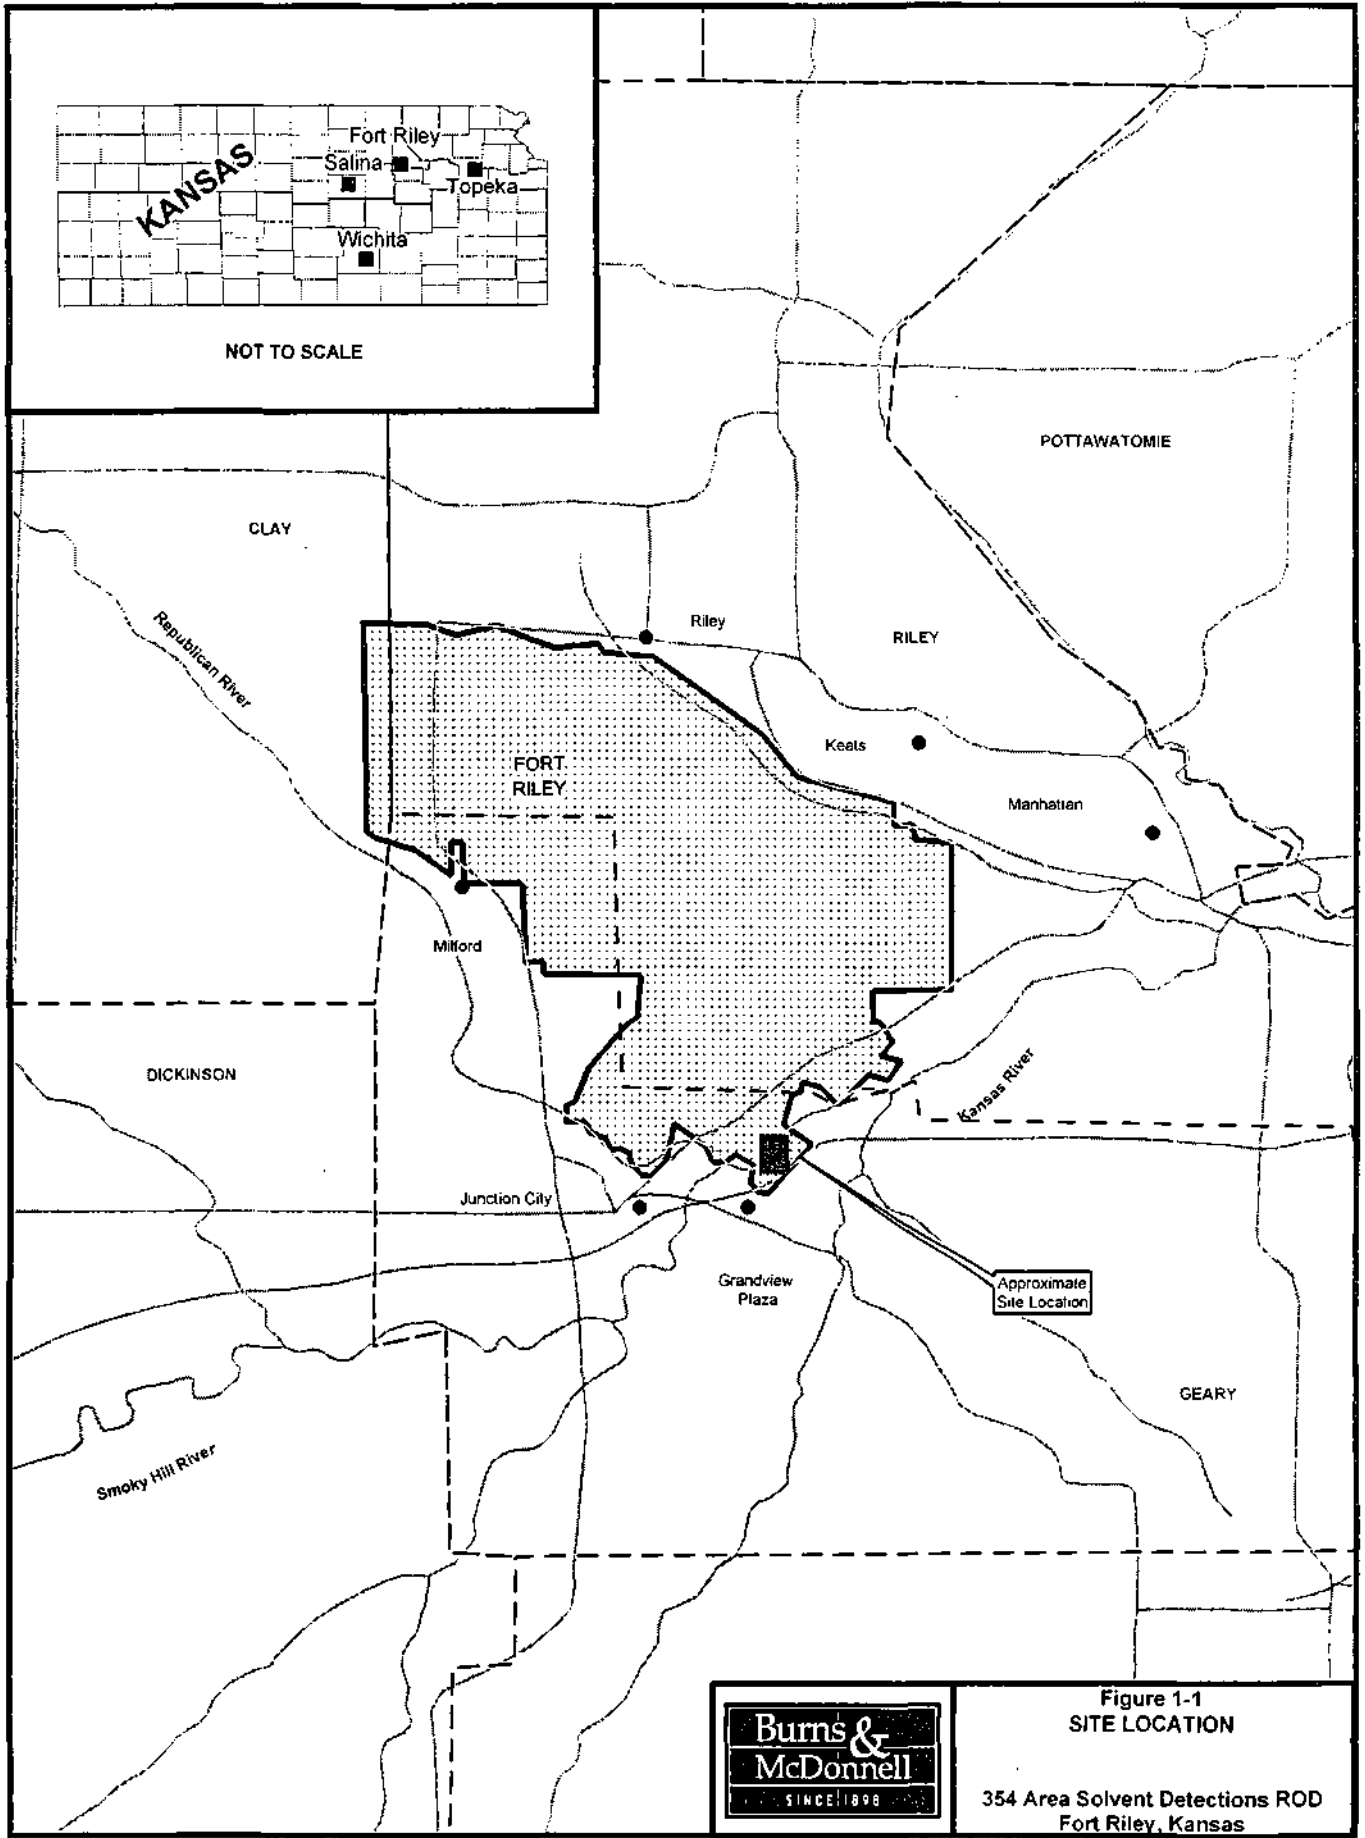 Fort Riley
Salina
Topeka
KANSAS
Wichita
NOT TO SCALE
POTTAWATOMIE
CLAY
Republican River
Riley
RILEY
FORT
RILEY
Keats
Manhattan
Milford
DICKINSON
Kansas River
Junction City
Grandview
Plaza
Approximate
Site Location
GEARY
Smoky Hill River
Burns &
McDonnell
SINCE 1898
Figure 1-1
SITE LOCATION
354 Area Solvent Detections ROD
Fort Riley, Kansas